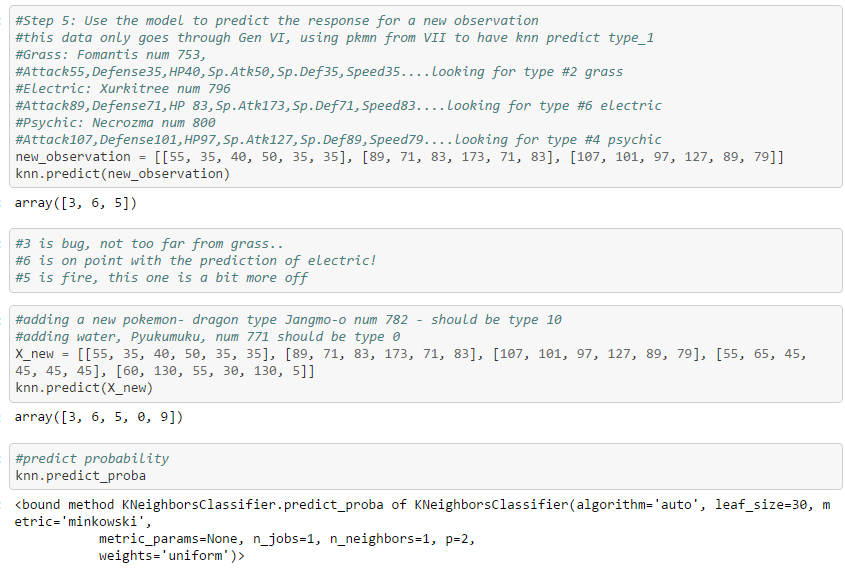 #Step 5: Use the model to predict the response for a new observation
#this data only goes through Gen VI, using pkmn from VII to have knn predict type_1
#Grass: Fomantis num 753,
#Attack55,Defense35,HP40,Sp.Atk50,Sp.Def35,Speed35....looking for type #2 grass
#Electric: Xurkitree num 796
#Attack89,Defense71,HP 83,Sp.Atk173,Sp.Def71,Speed83....looking for type #6 electric
#Psychic: Necrozma num 800
#Attack107,Defense101,HP97,Sp.Atk127,Sp.Def89,Speed79....looking for type #4 psychic
new_observation = [[55, 35, 40, 50, 35, 35], [89, 71, 83, 173, 71, 83], [107, 101, 97, 127, 89, 79]]
knn.predict(new_observation)
array([3, 6, 5])
#3 is bug, not too far from grass..
#6 is on point with the prediction of electric!
#5 is fire, this one is a bit more off
#adding a new pokemon- dragon type Jangmo-o num 782 - should be type 10
#adding water, Pyukumuku, num 771 should be type 0
X_new = [[55, 35, 40, 50, 35, 35], [89, 71, 83, 173, 71, 83], [107, 101, 97, 127, 89, 79], [55, 65, 45,
45, 45, 45], [60, 130, 55, 30, 130, 5]]
knn.predict(X_new)
array([3, 6, 5, 0, 9])
#predict probability
knn.predict_proba
<bound method KNeighborsClassifier.predict_proba of KNeighborsClassifier(algorithm='auto', leaf_size=30, m
etric='minkowski',
metric_params=None, n_jobs=1, n_neighbors=1, p=2,
weights='uniform')>